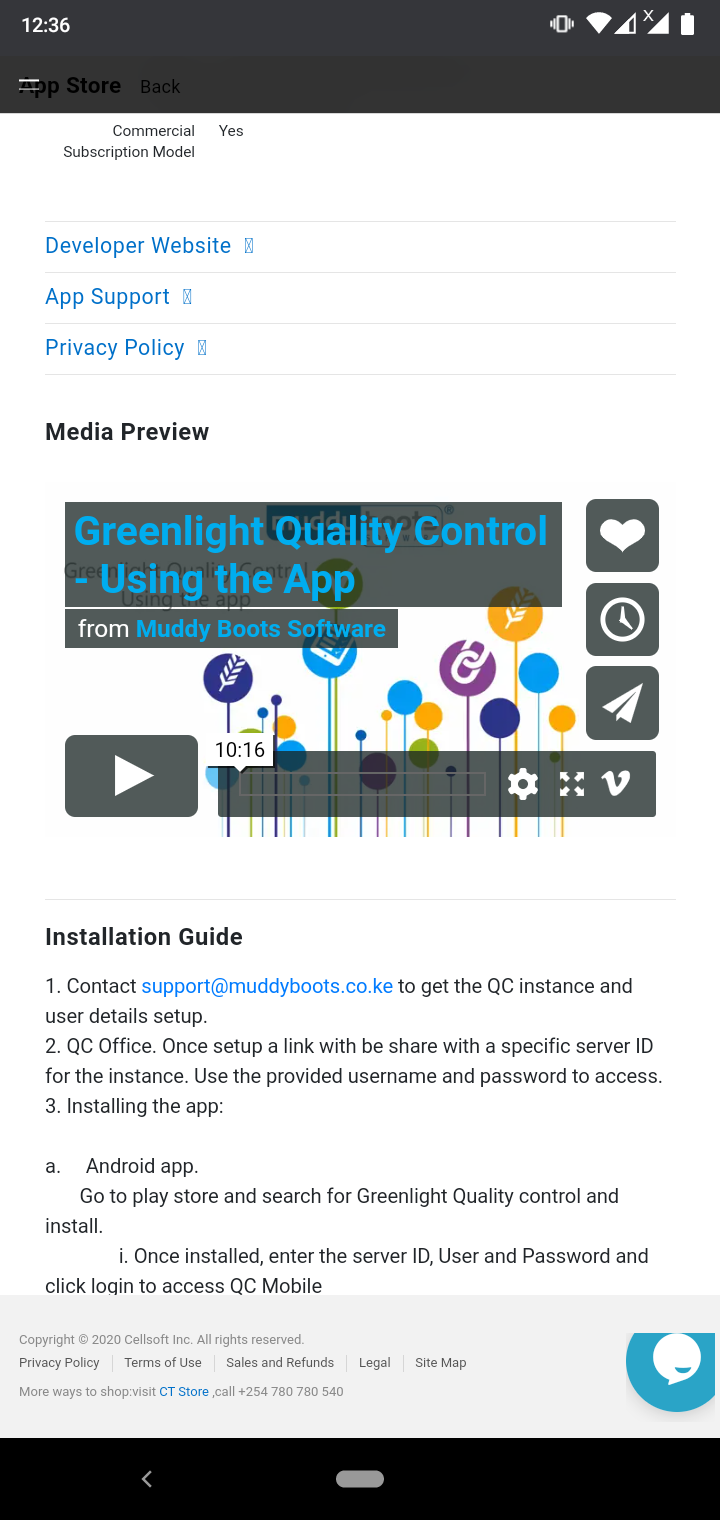 12:36
App Store Back
Commercial Yes
Subscription Model
Developer Website
App Support
Privacy Policy
Media Preview
muddyboots®
Greenlight Quality Control
Using the app
Greenlight Quality Control
- Using the App
from Muddy Boots Software
10:16
Installation Guide
1. Contact support@muddyboots.co.ke to get the QC instance and
user details setup.
2. QC Office. Once setup a link with be share with a specific server ID
for the instance. Use the provided username and password to access.
3. Installing the app:
a. Android app.
Go to play store and search for Greenlight Quality control and
install.
i. Once installed, enter the server ID, User and Password and
click login to access QC Mobile
Copyright © 2020 Cellsoft Inc. All rights reserved.
Privacy Policy Terms of Use Sales and Refunds Legal Site Map
More ways to shop:visit CT Store ,call +254 780 780 540